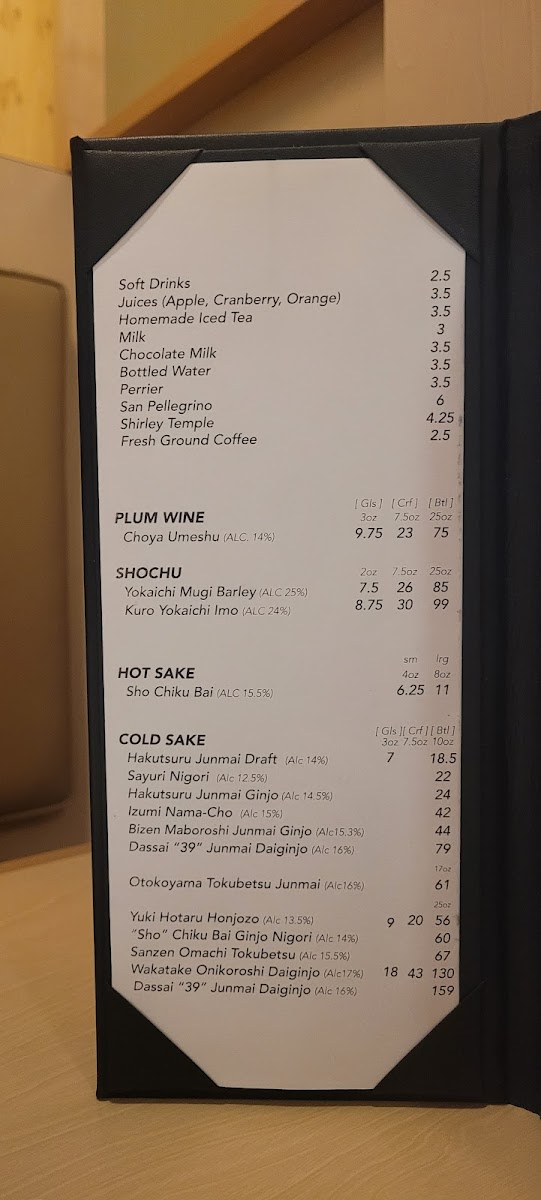 Soft Drinks 2.5
Juices (Apple, Cranberry, Orange) 3.5
Homemade Iced Tea 3.5
Milk 3
Chocolate Milk 3.5
Bottled Water 3.5
Perrier 3.5
San Pellegrino 6
Shirley Temple 4.25
Fresh Ground Coffee 2.5
[ Gls ] [ Crf ] [ Btl ]
PLUM WINE 3oz 7.5oz 25oz
Choya Umeshu (ALC. 14%) 9.75 23 75
SHOCHU 2oz 7.5oz 25oz
Yokaichi Mugi Barley (ALC 25%) 7.5 26 85
Kuro Yokaichi Imo (ALC 24%) 8.75 30 99
sm lrg
HOT SAKE 4oz 8oz
Sho Chiku Bai (ALC 15.5%) 6.25 11
[ Gls ][ Crf ][ Btl ]
COLD SAKE 3oz 7.5oz 10oz
Hakutsuru Junmai Draft (Alc 14%) 7 18.5
Sayuri Nigori (Alc 12.5%) 22
Hakutsuru Junmai Ginjo (Alc 14.5%) 24
Izumi Nama-Cho (Alc 15%) 42
Bizen Maboroshi Junmai Ginjo (Alc15.3%) 44
Dassai "39" Junmai Daiginjo (Alc 16%) 79
17oz
Otokoyama Tokubetsu Junmai (Alc16%) 61
25oz
Yuki Hotaru Honjozo (Alc 13.5%) 9 20 56
"Sho" Chiku Bai Ginjo Nigori (Alc 14%) 60
Sanzen Omachi Tokubetsu (Alc 15.5%) 67
Wakatake Onikoroshi Daiginjo (Alc17%) 18 43 130
Dassai "39" Junmai Daiginjo (Alc 16%) 159